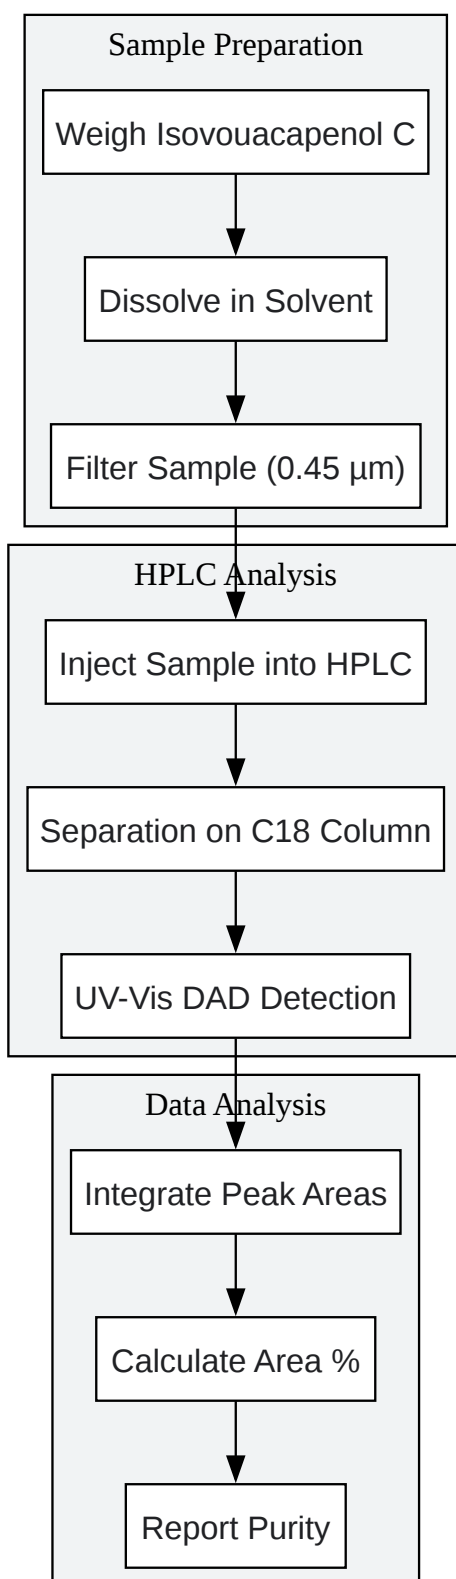 Sample Preparation
Weigh Isovouacapenol C
Dissolve in Solvent
Filter Sample (0.45 µm)
HPLC Analysis
Inject Sample into HPLC
Separation on C18 Column
UV-Vis DAD Detection
Data Analysis
Integrate Peak Areas
Calculate Area %
Report Purity